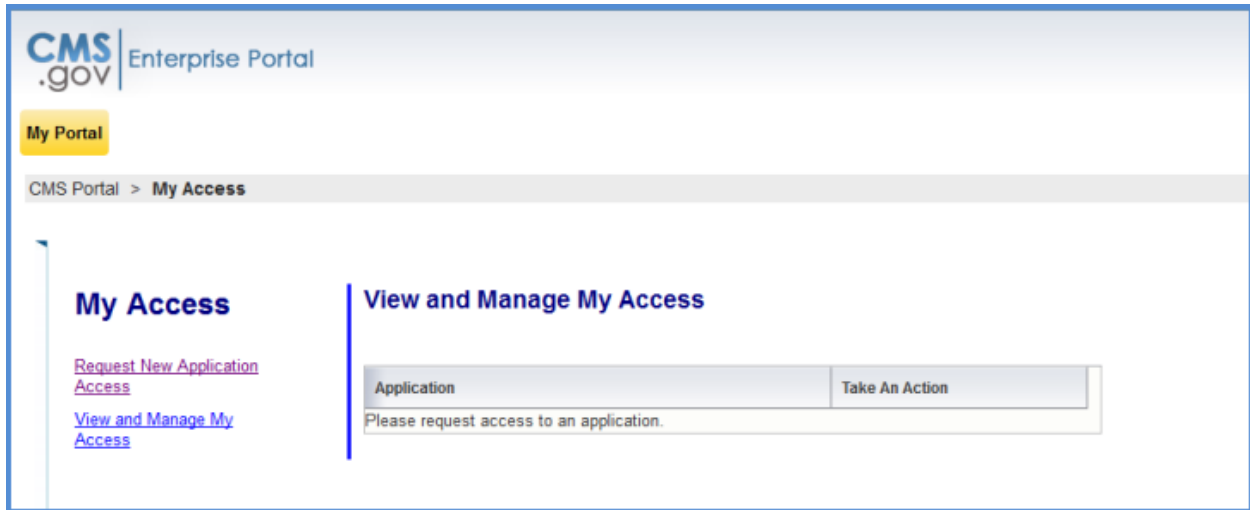 CMS
.gov
Enterprise Portal
My Portal
CMS Portal > My Access
My Access
Request New Application
Access
View and Manage My
Access
View and Manage My Access
Application Take An Action
Please request access to an application.